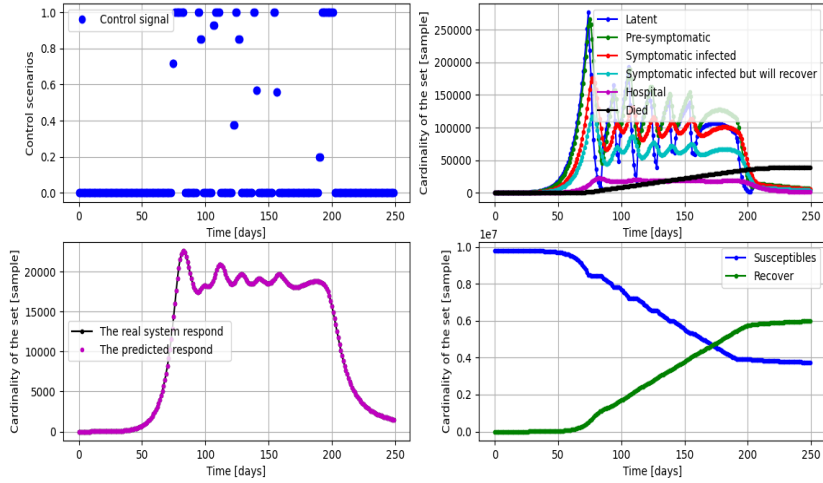 Control scenarios
1.0
0.8
0.6
0.4
0.2
0.0
Control signal
0
50
100
150
200
250
Time [days]
Cardinality of the set [sample]
250000
200000
150000
100000
50000
0
Latent
Pre-symptomatic
Symptomatic infected
Symptomatic infected but will recover
Hospital
Died
0
50
100
150
200
250
Time [days]
Cardinality of the set [sample]
20000
15000
10000
5000
0
The real system respond
The predicted respond
0
50
100
150
200
250
Time [days]
Cardinality of the set [sample]
1e7
1.0
0.8
0.6
0.4
0.2
0.0
Susceptibles
Recover
0
50
100
150
200
250
Time [days]